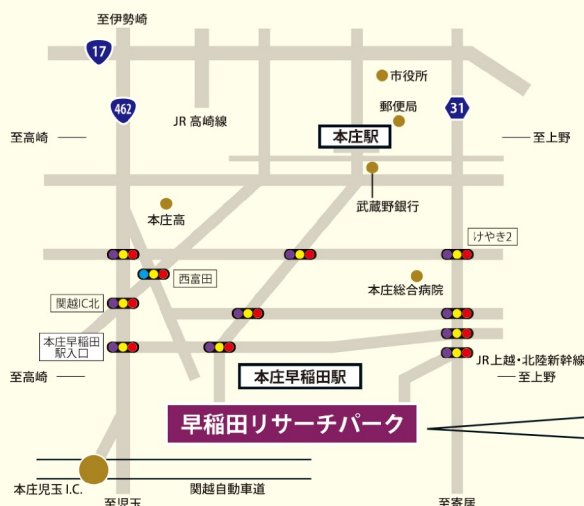 至伊勢崎
17
市役所
郵便局
462
JR 高崎線
31
本庄駅
至高崎
至上野
武蔵野銀行
本庄高
けやき2
西富田
本庄総合病院
関越IC北
本庄早稲田
駅入口
JR上越・北陸新幹線
本庄早稲田駅
至高崎
至上野
早稲田リサーチパーク
本庄児玉 I.C.
関越自動車道
至児玉
至寄居